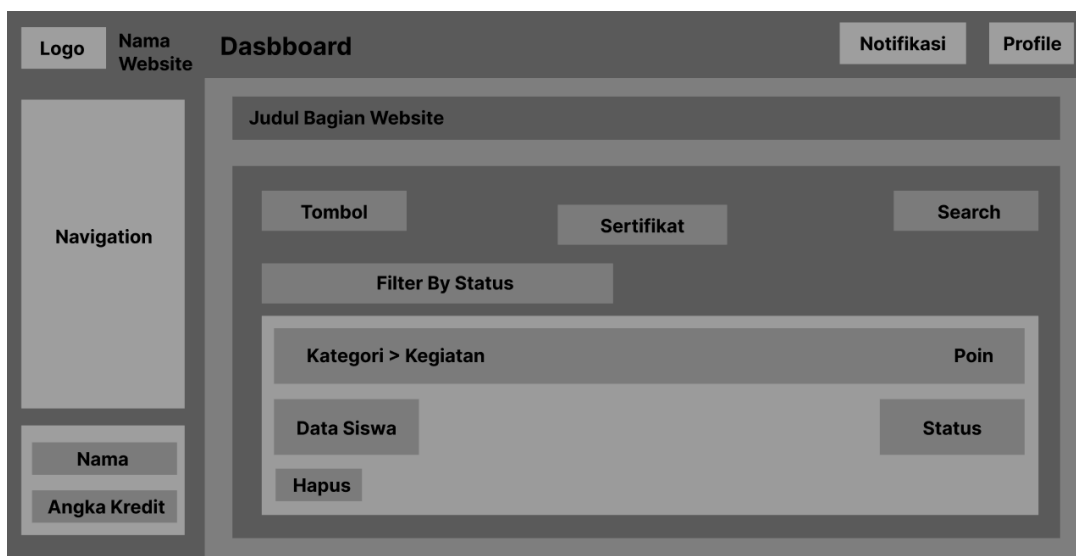 Logo
Nama
Website
Dasbboard
Notifikasi
Profile
Judul Bagian Website
Navigation
Tombol
Sertifikat
Search
Filter By Status
Kategori > Kegiatan
Poin
Data Siswa
Status
Hapus
Nama
Angka Kredit